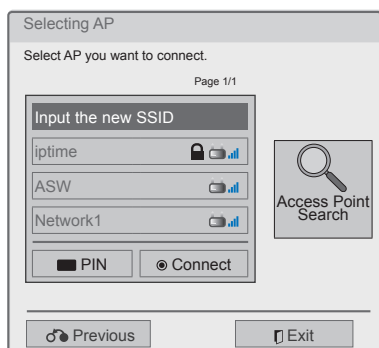 Selecting AP
Select AP you want to connect.
Page 1/1
Input the new SSID
iptime
ASW
Network1
PIN
Connect
Access Point
Search
Previous
Exit